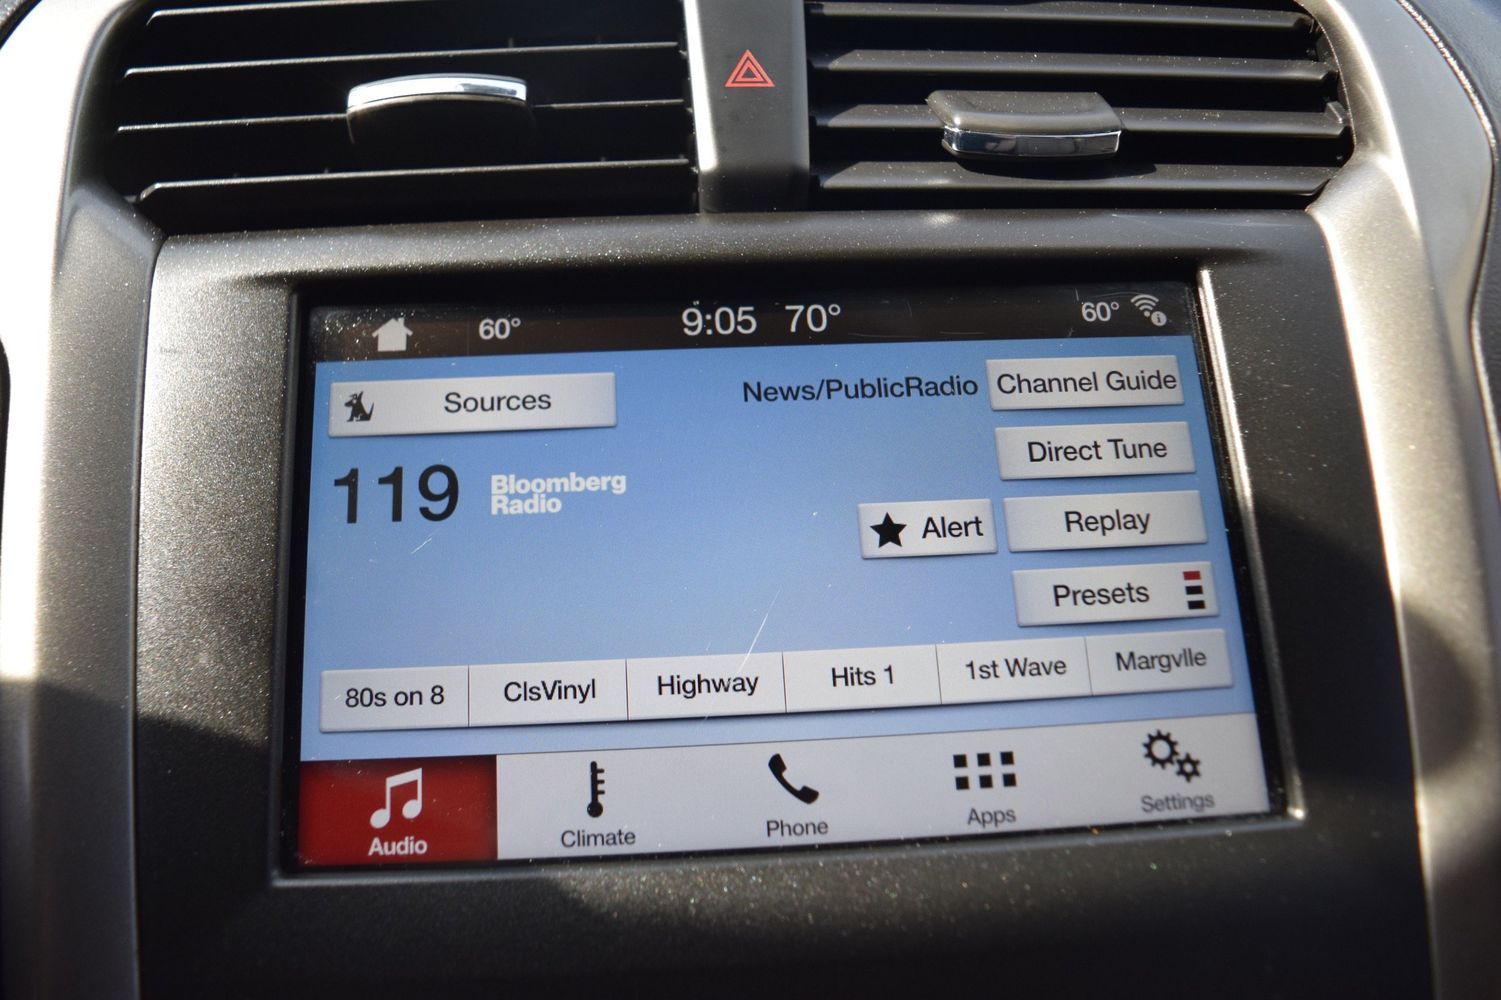 60° 9:05 70° 60°
Sources
News/PublicRadio
Channel Guide
119
Bloomberg
Radio
Direct Tune
Alert
Replay
Presets
80s on 8
ClsVinyl
Highway
Hits 1
1st Wave
Margvlle
Audio
Climate
Phone
Apps
Settings